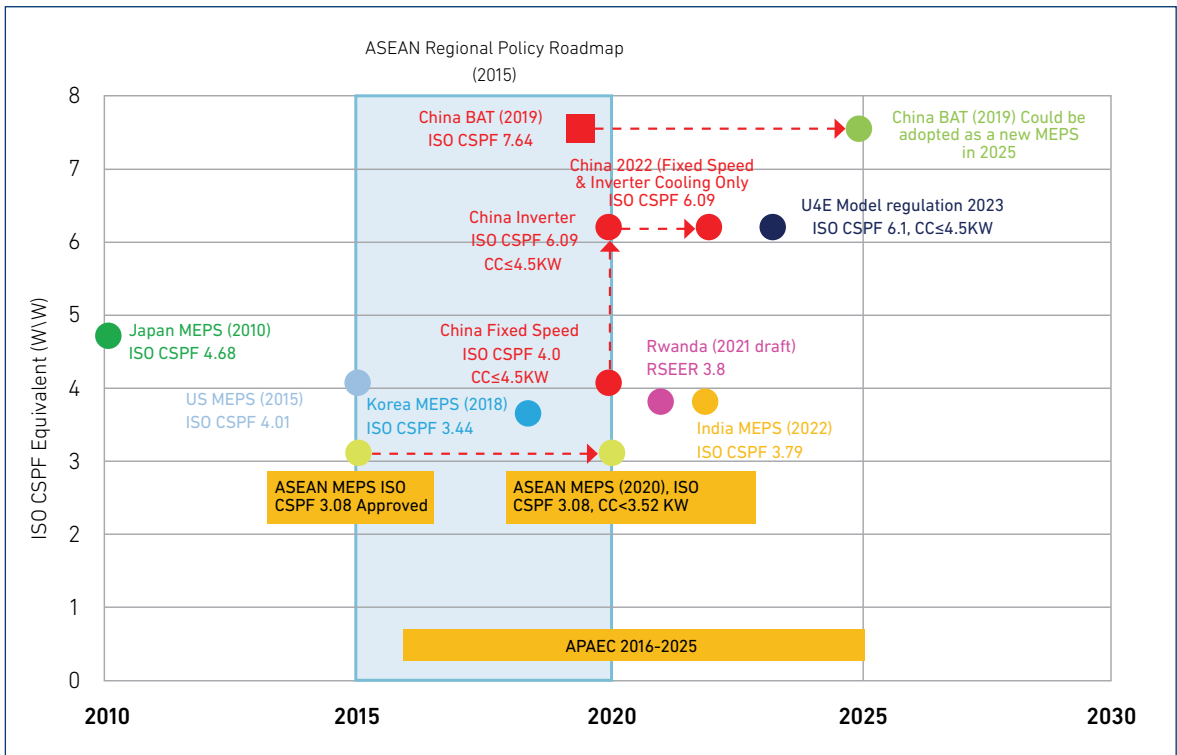 ASEAN Regional Policy Roadmap
(2015)
ISO CSPF Equivalent (W\W)
8
7
6
5
4
3
2
1
0
China BAT (2019)
ISO CSPF 7.64
China BAT (2019) Could be
adopted as a new MEPS
in 2025
China 2022 (Fixed Speed
& Inverter Cooling Only
ISO CSPF 6.09
China Inverter
ISO CSPF 6.09
CC≤4.5KW
U4E Model regulation 2023
ISO CSPF 6.1, CC≤4.5KW
Japan MEPS (2010)
ISO CSPF 4.68
China Fixed Speed
ISO CSPF 4.0
CC≤4.5KW
Rwanda (2021 draft)
RSEER 3.8
US MEPS (2015)
ISO CSPF 4.01
Korea MEPS (2018)
ISO CSPF 3.44
India MEPS (2022)
ISO CSPF 3.79
ASEAN MEPS ISO
CSPF 3.08 Approved
ASEAN MEPS (2020), ISO
CSPF 3.08, CC<3.52 KW
APAEC 2016-2025
2010
2015
2020
2025
2030